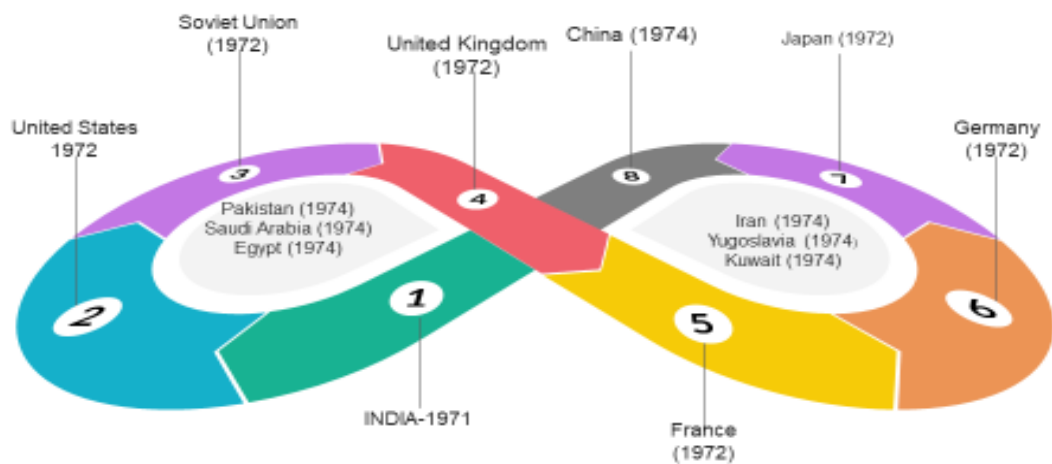 Soviet Union
(1972)
United Kingdom
(1972)
China (1974)
Japan (1972)
United States
1972
Germany
(1972)
3
4
8
7
Pakistan (1974)
Saudi Arabia (1974)
Egypt (1974)
Iran (1974)
Yugoslavia (1974)
Kuwait (1974)
2
1
5
6
INDIA-1971
France
(1972)